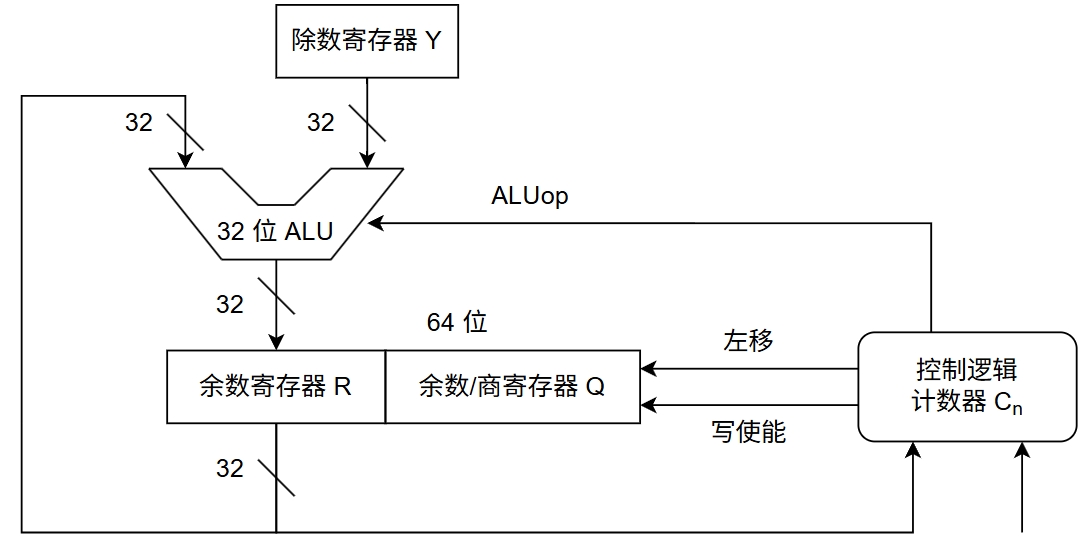 除数寄存器 Y
32
32
ALUop
32 位 ALU
32
64 位
左移
余数寄存器 R
余数/商寄存器 Q
控制逻辑
计数器 Cn
写使能
32